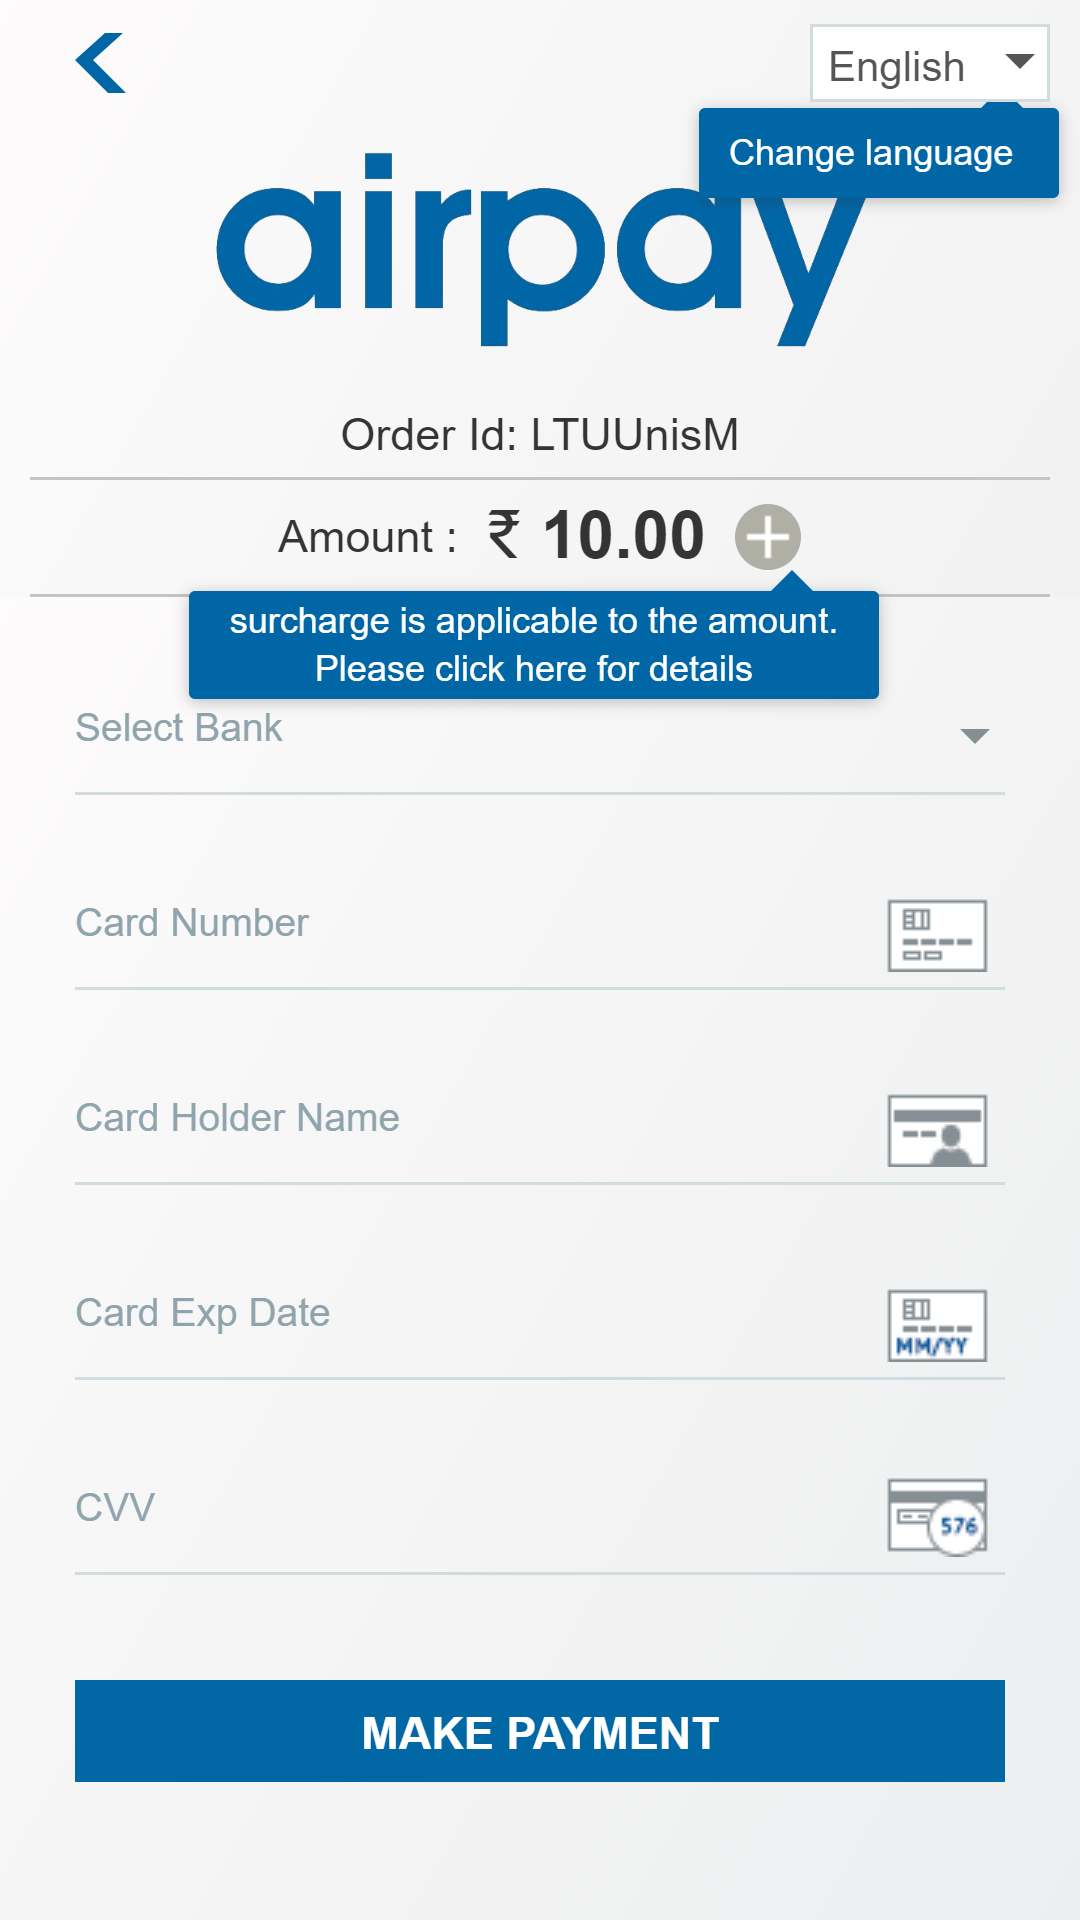 English
Change language
airpay
Order Id: LTUUnisM
Amount : ₹ 10.00
surcharge is applicable to the amount.
Please click here for details
Select Bank
Card Number
Card Holder Name
Card Exp Date
MM/YY
CVV
576
MAKE PAYMENT